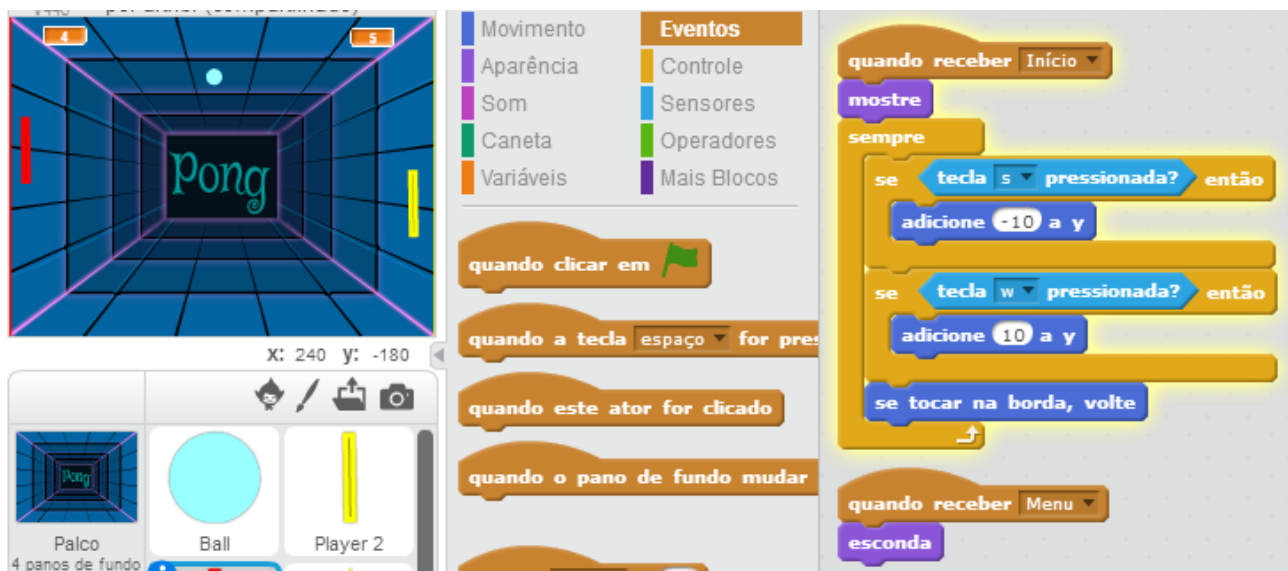 4
5
Pong
x: 240 y: -180
Pong
Palco
4 panos de fundo
Ball
Player 2
Movimento
Aparência
Som
Caneta
Variáveis
Eventos
Controle
Sensores
Operadores
Mais Blocos
quando clicar em
quando a tecla espaço for pres
quando este ator for clicado
quando o pano de fundo mudar
quando receber Início
mostre
sempre
se tecla s pressionada? então
adicione -10 a y
se tecla w pressionada? então
adicione 10 a y
se tocar na borda, volte
quando receber Menu
esconda